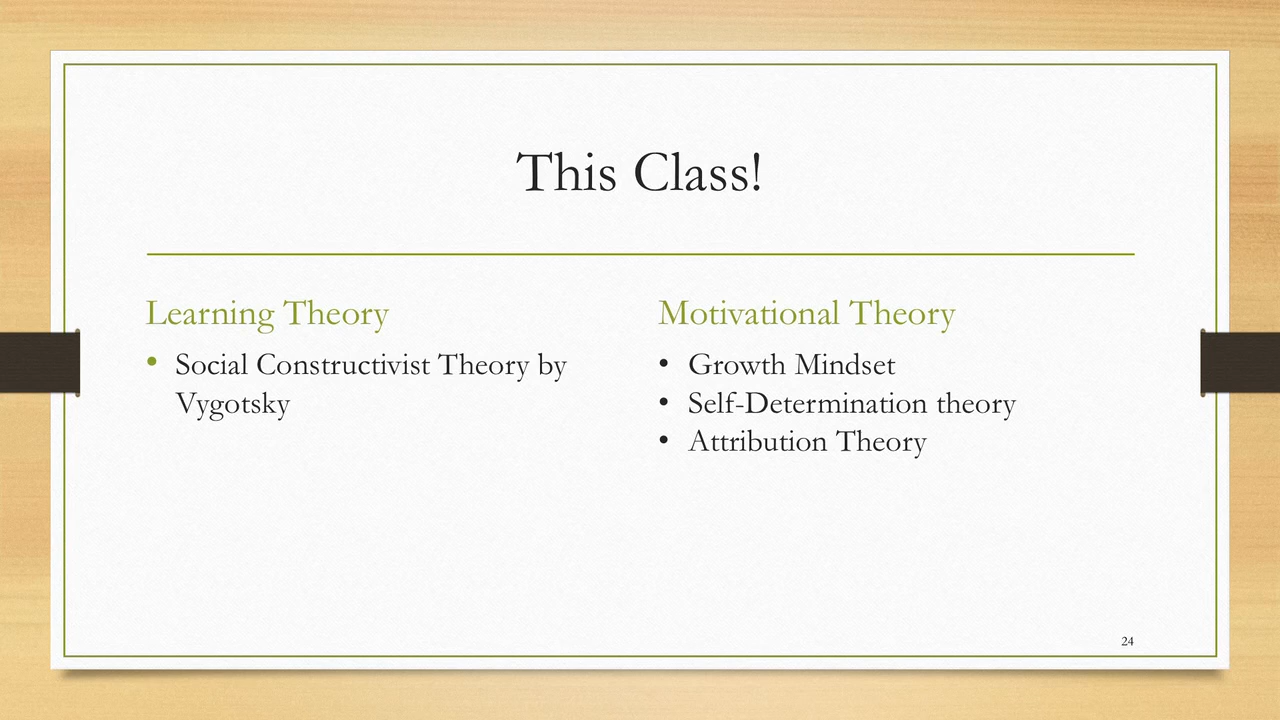 This Class!
Learning Theory
• Social Constructivist Theory by
Vygotsky
Motivational Theory
• Growth Mindset
• Self-Determination theory
• Attribution Theory
24